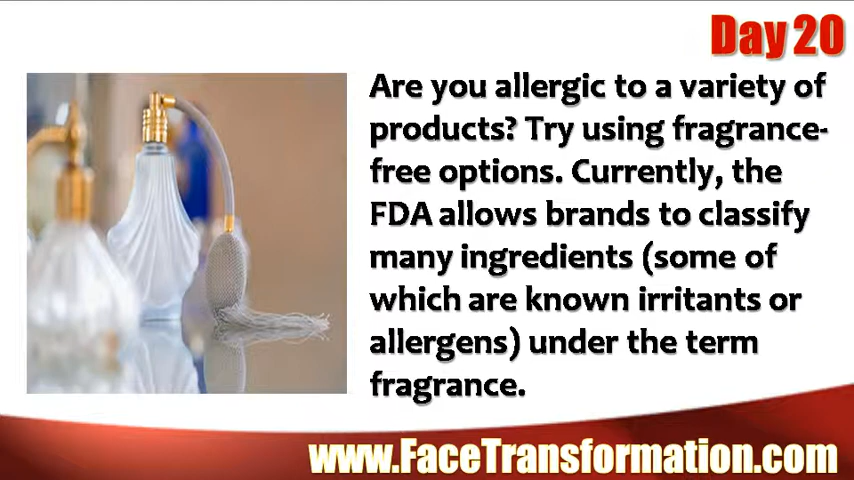 Day 20
Are you allergic to a variety of
products? Try using fragrance-
free options. Currently, the
FDA allows brands to classify
many ingredients (some of
which are known irritants or
allergens) under the term
fragrance.
www.FaceTransformation.com